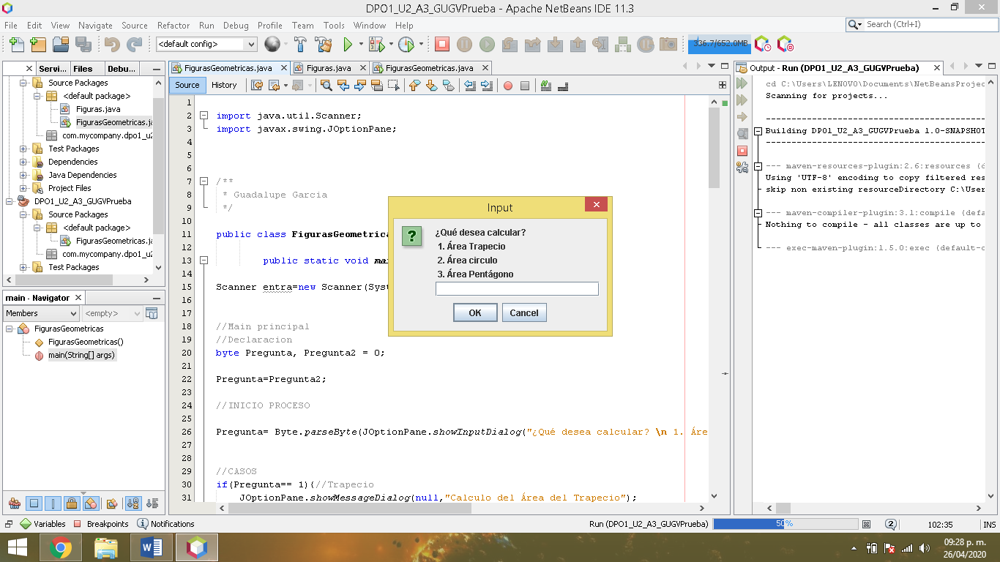 DPO1_U2_A3_GUGVPrueba - Apache NetBeans IDE 11.3
File Edit View Navigate Source Refactor Run Debug Profile Team Tools Window Help
Search (Ctrl+I)
<default config>
336.7/652.0MB
Servi... Files Debu...
Source Packages
<default package>
Figuras.java
FigurasGeometricas.ja
com.mycompany.dpo1_u2
Test Packages
Dependencies
Java Dependencies
Project Files
DPO1_U2_A3_GUGVPrueba
Source Packages
<default package>
FigurasGeometricas.ja
com.mycompany.dpo1_u2
Test Packages
main - Navigator
Members
<empty>
FigurasGeometricas
FigurasGeometricas()
main(String[] args)
FigurasGeometricas.java
Figuras.java
FigurasGeometricas.java
Source History
1
2 import java.util.Scanner;
3 import javax.swing.JOptionPane;
4
5
6
7 /**
8 * Guadalupe Garcia
9 */
10
11 public class FigurasGeometrica
12
13 public static void ma
14
15 Scanner entra=new Scanner(Syst
16
17
18 //Main principal
19 //Declaracion
20 byte Pregunta, Pregunta2 = 0;
21
22 Pregunta=Pregunta2;
23
24 //INICIO PROCESO
25
26 Pregunta= Byte.parseByte(JOptionPane.showInputDialog("¿Qué desea calcular? \n 1. Áre
27
28
29 //CASOS
30 if(Pregunta== 1){//Trapecio
31 JOptionPane.showMessageDialog(null,"Calculo del Área del Trapecio");
Input
¿Qué desea calcular?
1. Área Trapecio
2. Área circulo
3. Área Pentágono
OK Cancel
Output - Run (DPO1_U2_A3_GUGVPrueba)
cd C:\Users\LENOVO\Documents\NetBeansProjec
Scanning for projects...
Building DPO1_U2_A3_GUGVPrueba 1.0-SNAPSHOT
--- maven-resources-plugin:2.6:resources (d
Using 'UTF-8' encoding to copy filtered res
skip non existing resourceDirectory C:\User
--- maven-compiler-plugin:3.1:compile (defa
Nothing to compile - all classes are up to
--- exec-maven-plugin:1.5.0:exec (default-c
Variables Breakpoints Notifications
Run (DPO1_U2_A3_GUGVPrueba)
50%
2
102:35
INS
09:28 p. m.
26/04/2020